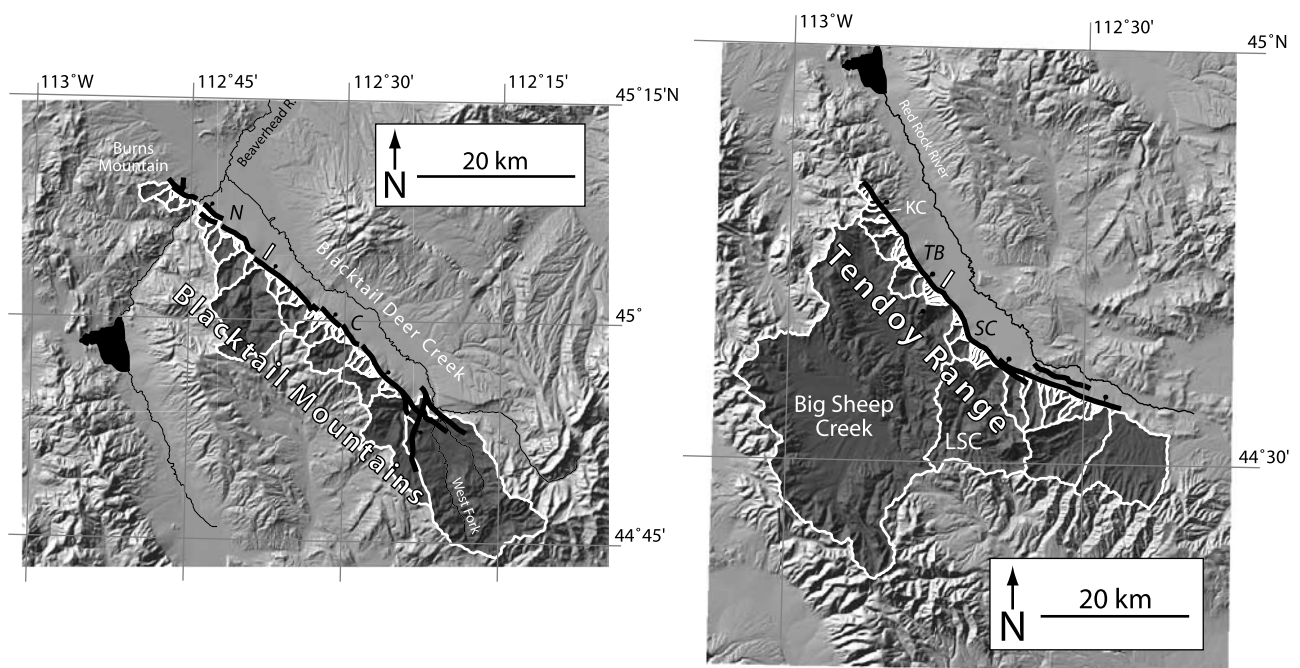 113°W
112°45'
112°30'
112°15'
45°15'N
Burns
Mountain
Beaverhead R.
20 km
N
N
Blacktail Deer Creek
Blacktail Mountains
C
45°
West Fork
44°45'
113°W
112°30'
45°N
Red Rock River
KC
TB
Tendoy Range
SC
Big Sheep
Creek
LSC
44°30'
20 km
N